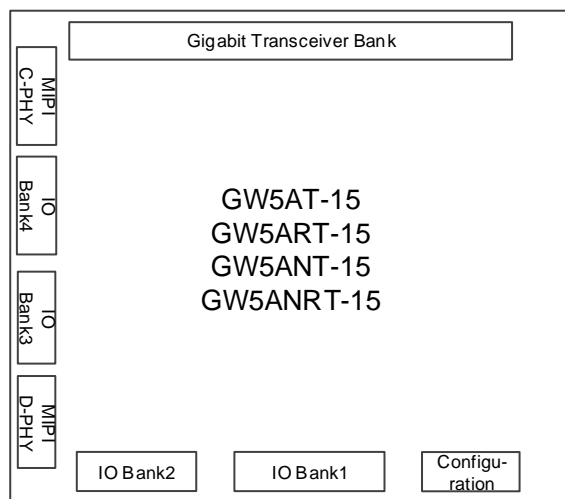 Gigabit Transceiver Bank
MIPI
C-PHY
IO
Bank4
IO
Bank3
MIPI
D-PHY
GW5AT-15
GW5ART-15
GW5ANT-15
GW5ANRT-15
IO Bank2
IO Bank1
Configu-
ration